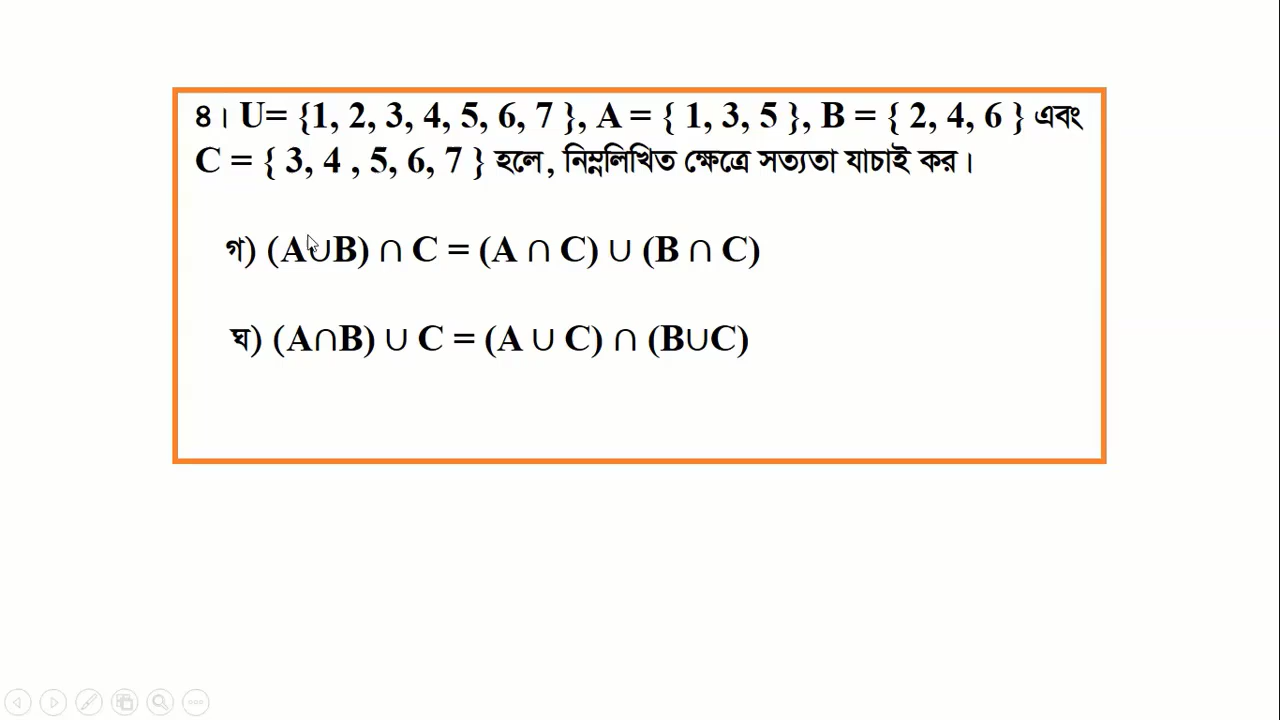 ৪। U= {1, 2, 3, 4, 5, 6, 7 }, A = { 1, 3, 5 }, B = { 2, 4, 6 } এবং
C = { 3, 4 , 5, 6, 7 } হলে, নিম্নলিখিত ক্ষেত্রে সত্যতা যাচাই কর।
গ) (A∪B) ∩ C = (A ∩ C) ∪ (B ∩ C)
ঘ) (A∩B) ∪ C = (A ∪ C) ∩ (B∪C)